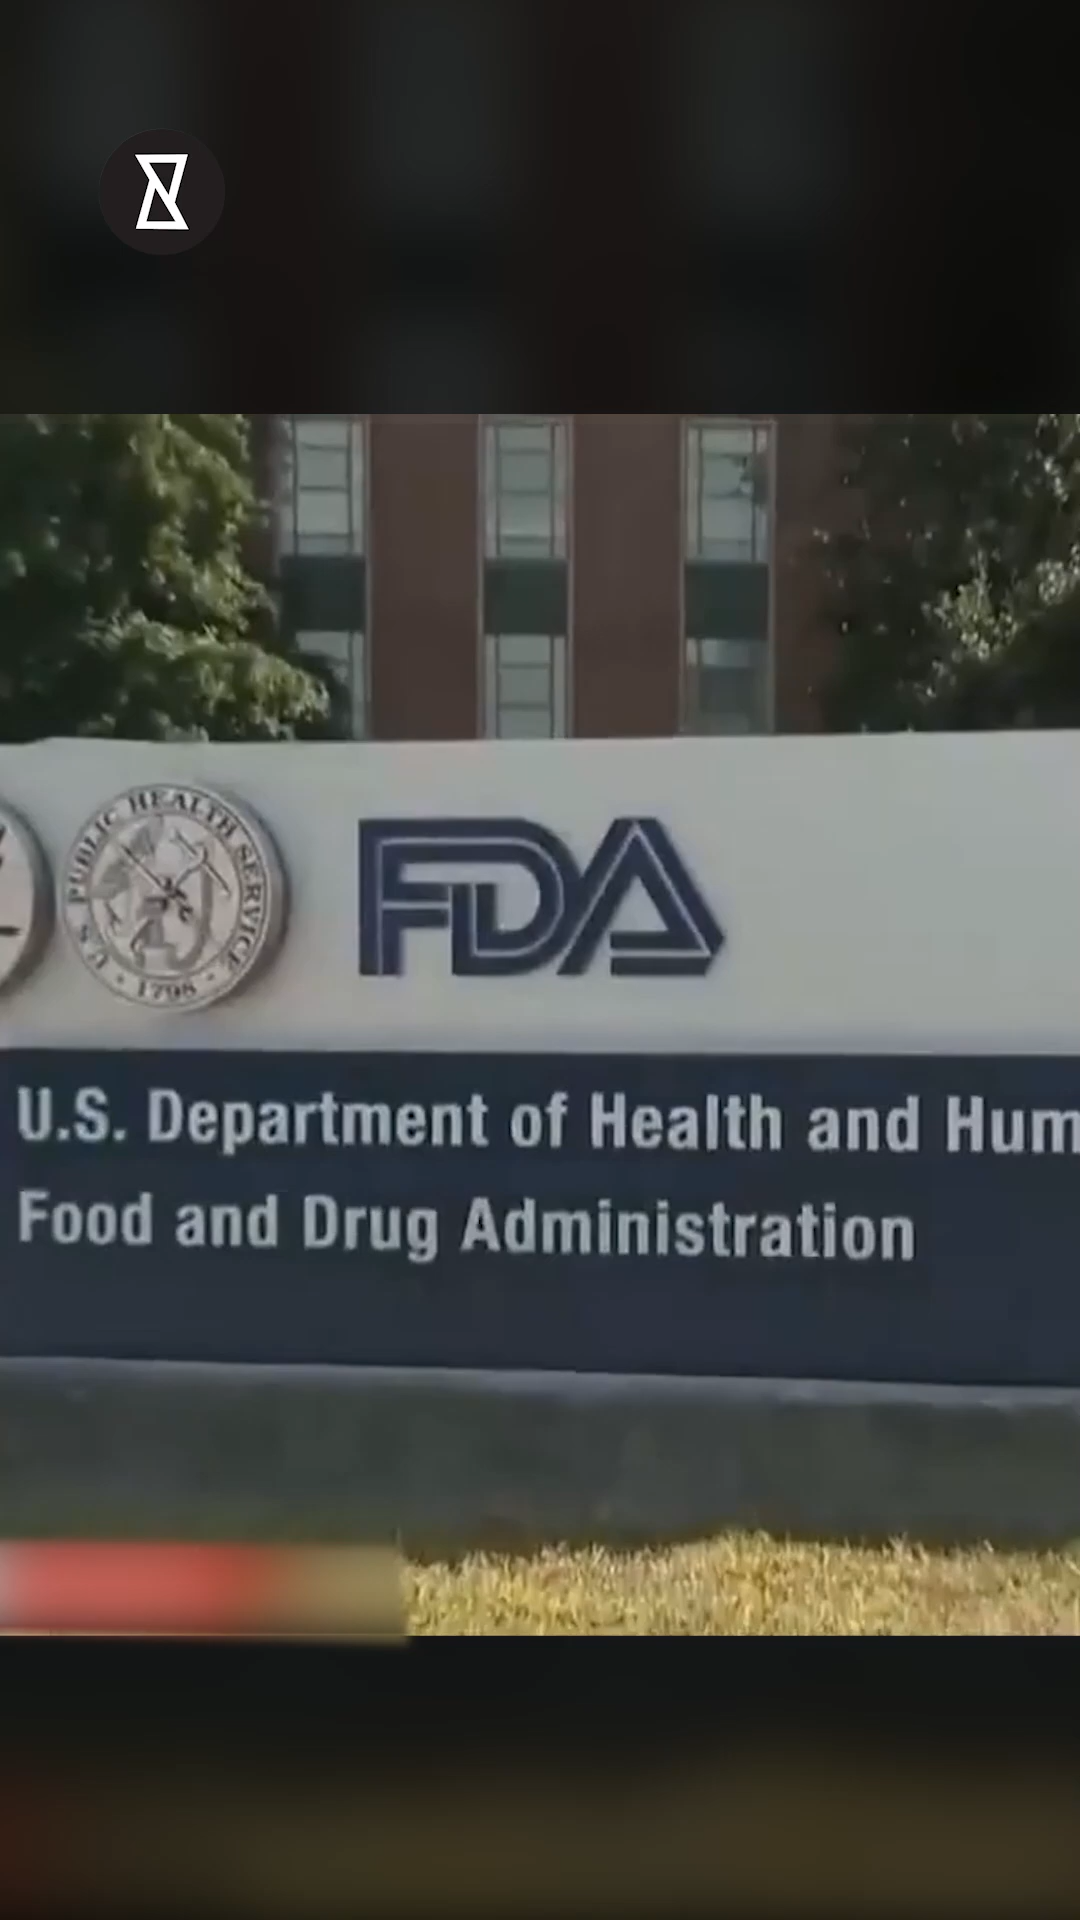 U.S. PUBLIC HEALTH SERVICE
· 1798 ·
FDA
U.S. Department of Health and Hum
Food and Drug Administration